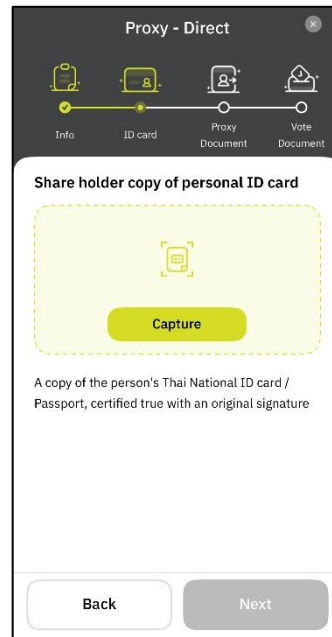 Proxy - Direct
Info
ID card
Proxy
Document
Vote
Document
Share holder copy of personal ID card
Capture
A copy of the person's Thai National ID card /
Passport, certified true with an original signature
Back
Next